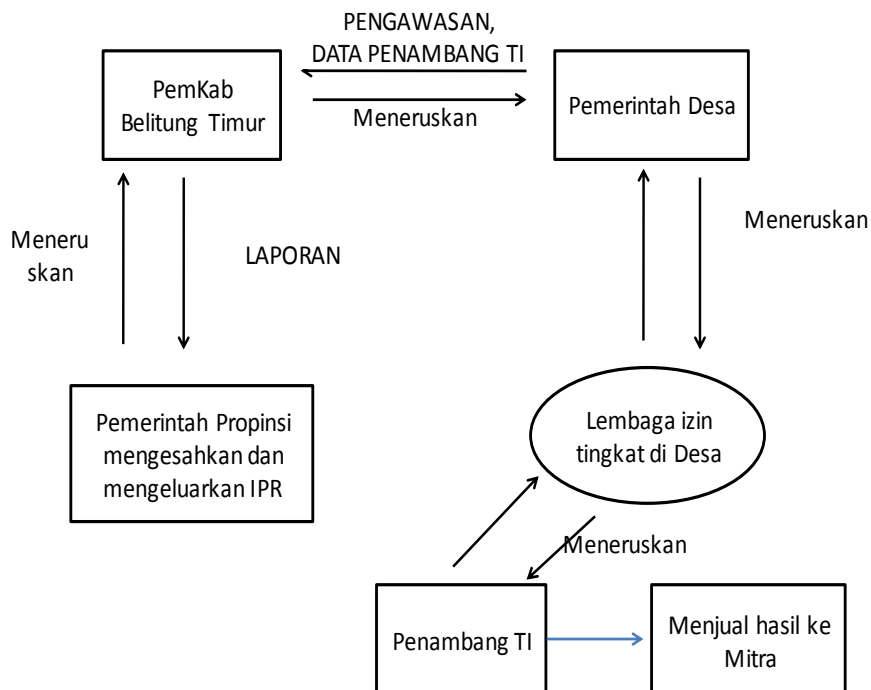 PENGAWASAN,
DATA PENAMBANG TI
PemKab
Belitung Timur
Meneruskan
Pemerintah Desa
Meneru
skan
LAPORAN
Meneruskan
Pemerintah Propinsi
mengesahkan dan
mengeluarkan IPR
Lembaga izin
tingkat di Desa
Meneruskan
Penambang TI
Menjual hasil ke
Mitra